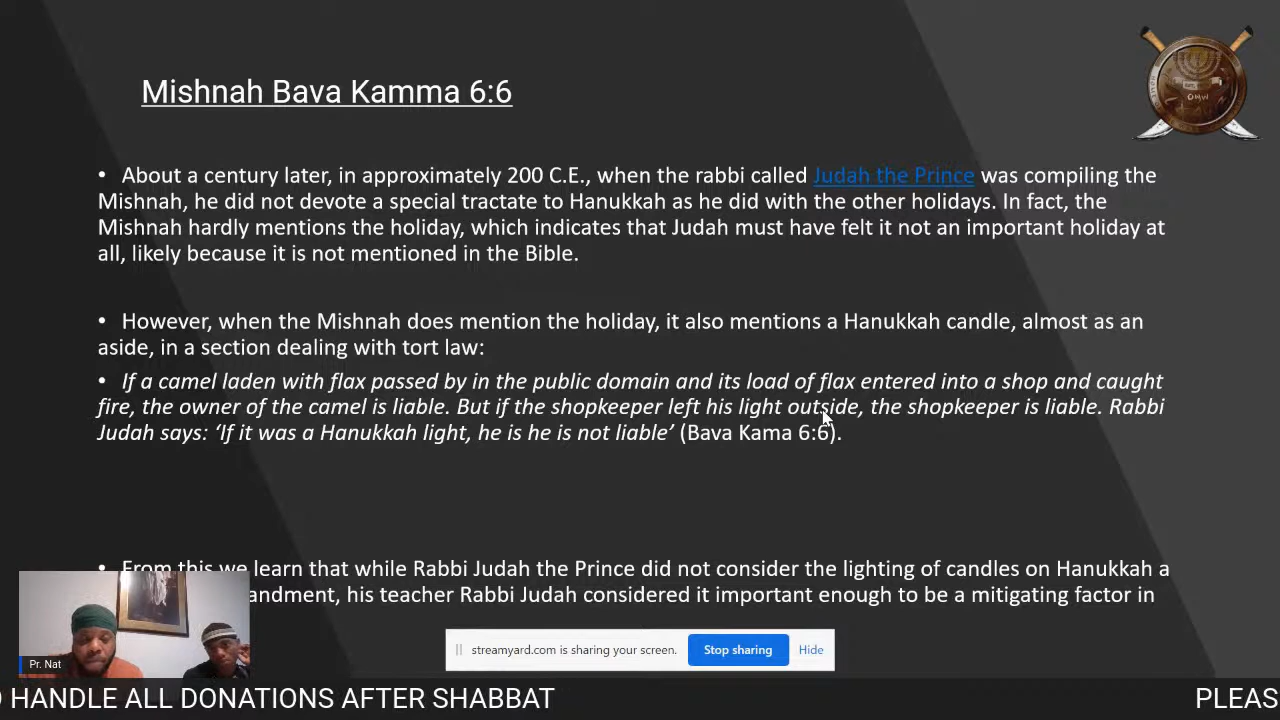 Mishnah Bava Kamma 6:6
• About a century later, in approximately 200 C.E., when the rabbi called Judah the Prince was compiling the
Mishnah, he did not devote a special tractate to Hanukkah as he did with the other holidays. In fact, the
Mishnah hardly mentions the holiday, which indicates that Judah must have felt it not an important holiday at
all, likely because it is not mentioned in the Bible.
• However, when the Mishnah does mention the holiday, it also mentions a Hanukkah candle, almost as an
aside, in a section dealing with tort law:
• If a camel laden with flax passed by in the public domain and its load of flax entered into a shop and caught
fire, the owner of the camel is liable. But if the shopkeeper left his light outside, the shopkeeper is liable. Rabbi
Judah says: ‘If it was a Hanukkah light, he is he is not liable’ (Bava Kama 6:6).
• From this we learn that while Rabbi Judah the Prince did not consider the lighting of candles on Hanukkah a
andment, his teacher Rabbi Judah considered it important enough to be a mitigating factor in
streamyard.com is sharing your screen. Stop sharing Hide
Pr. Nat
HANDLE ALL DONATIONS AFTER SHABBAT PLEAS